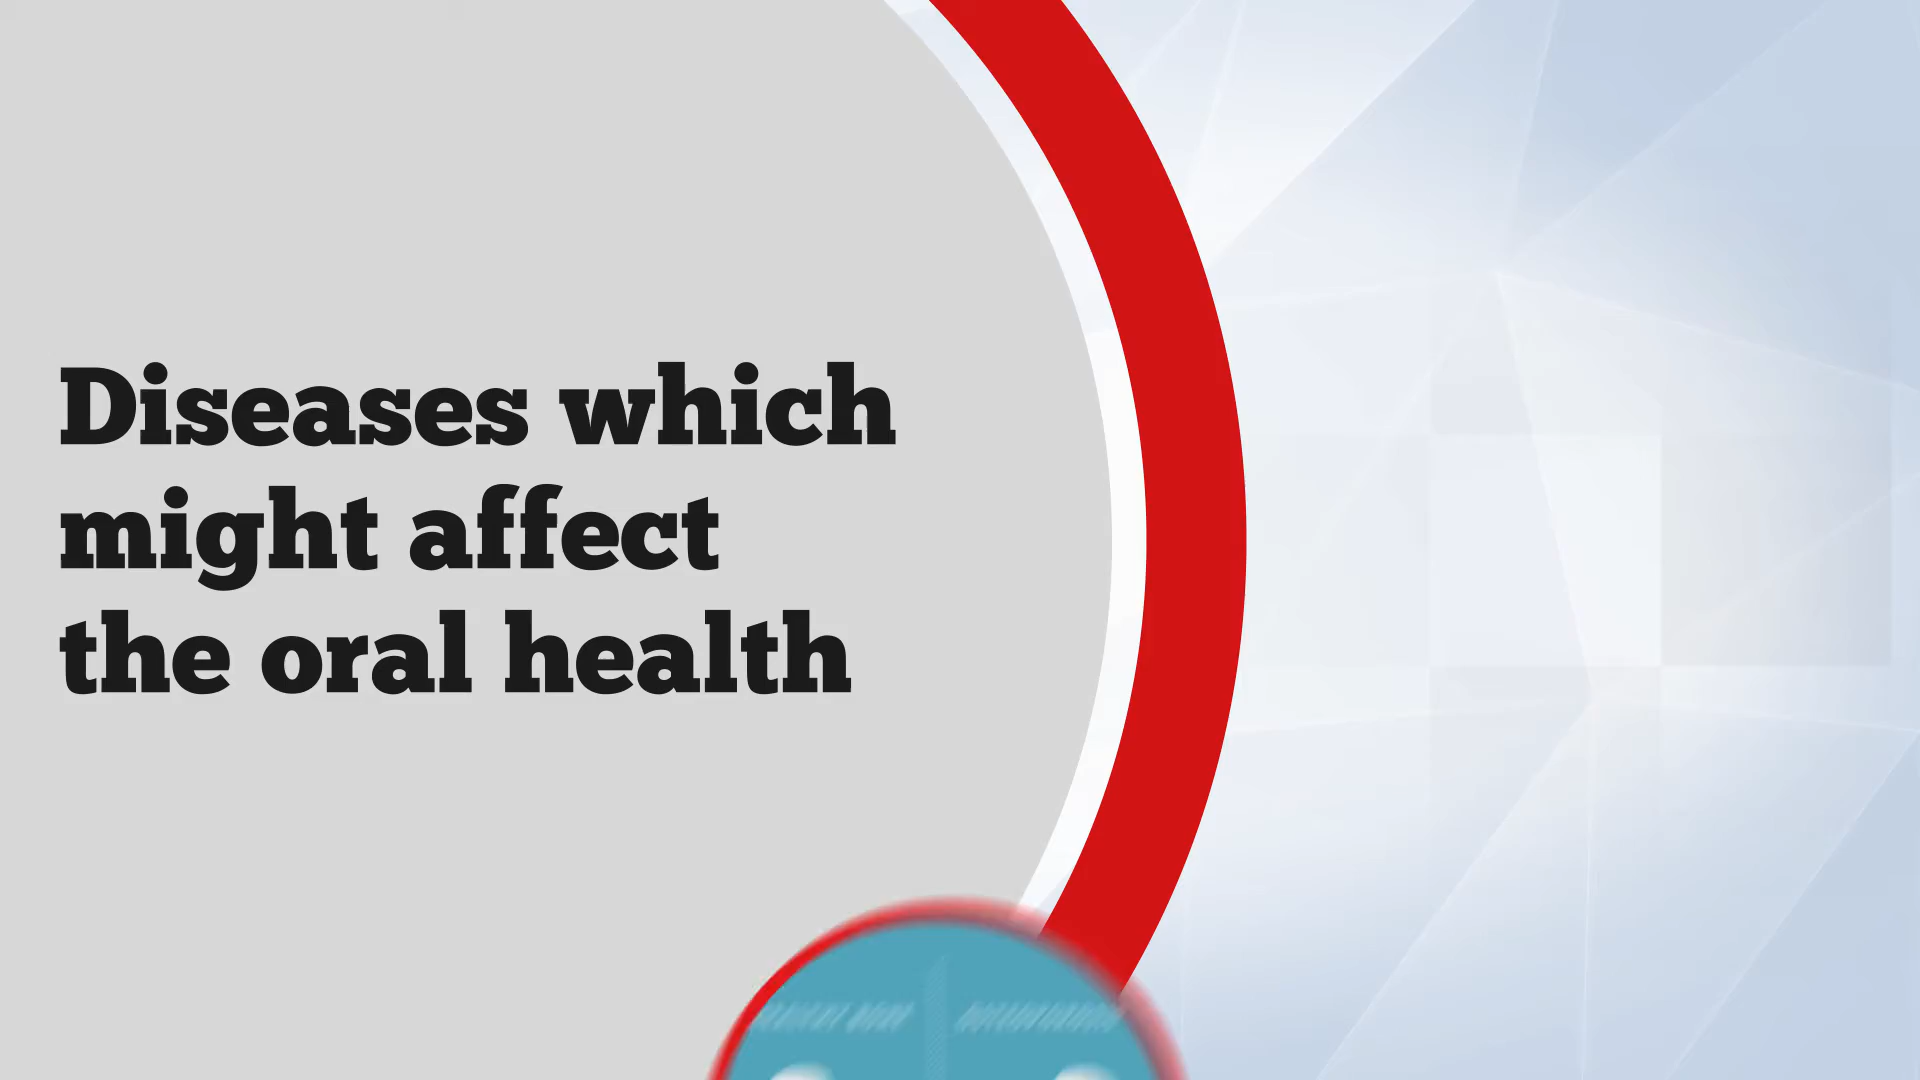 Diseases which
might affect
the oral health